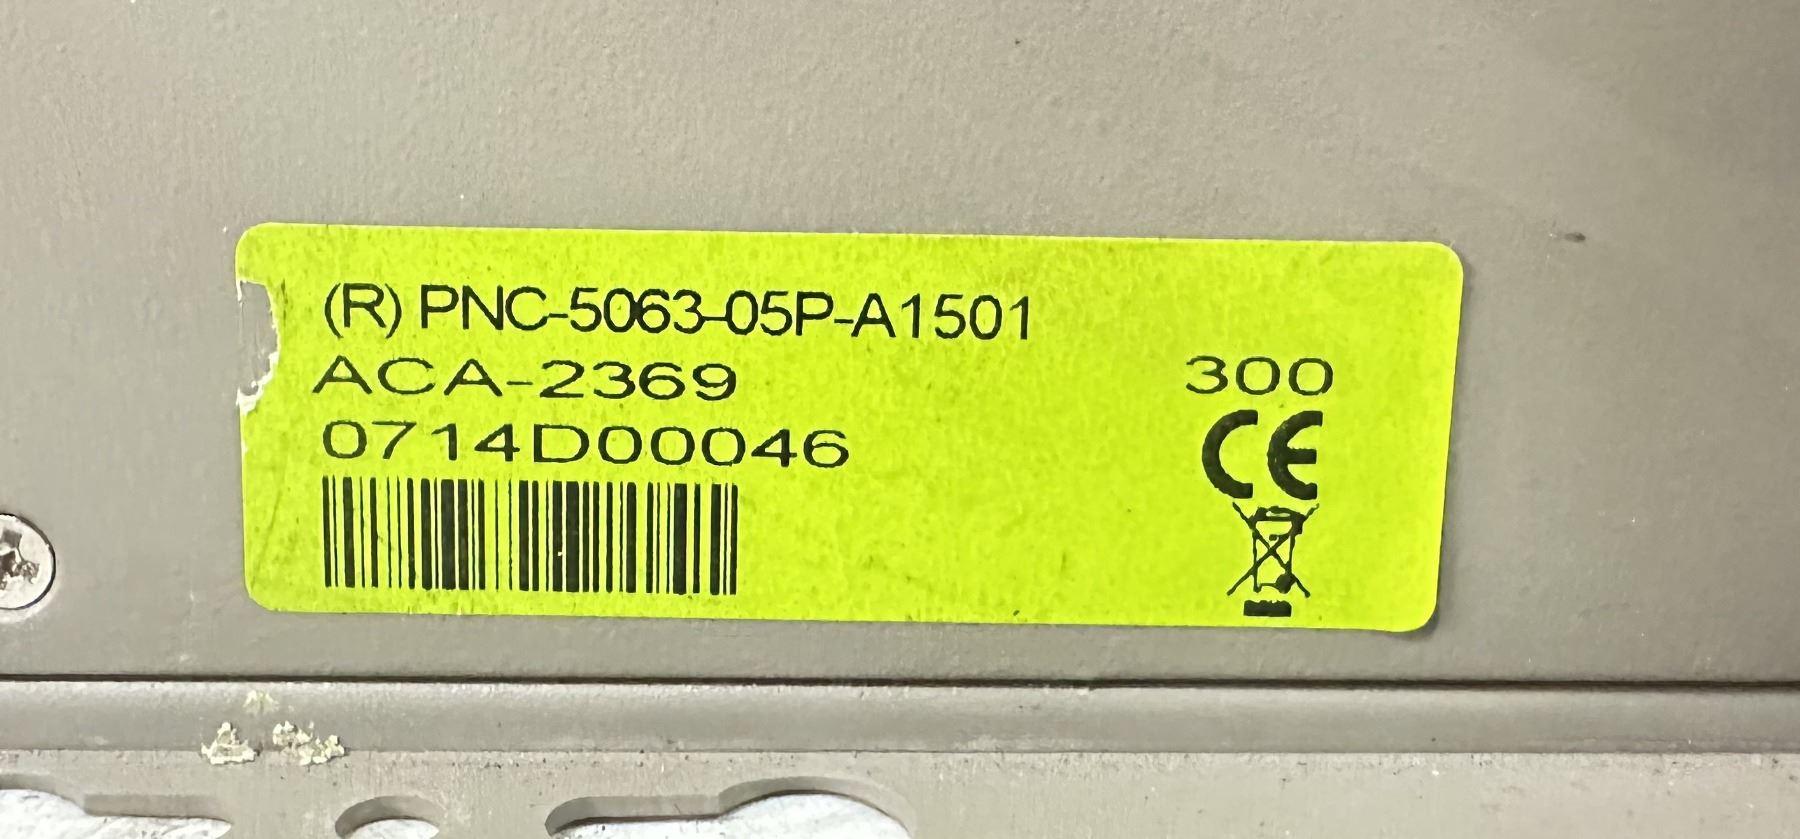 (R) PNC-5063-05P-A1501
ACA-2369
300
0714D00046
CE